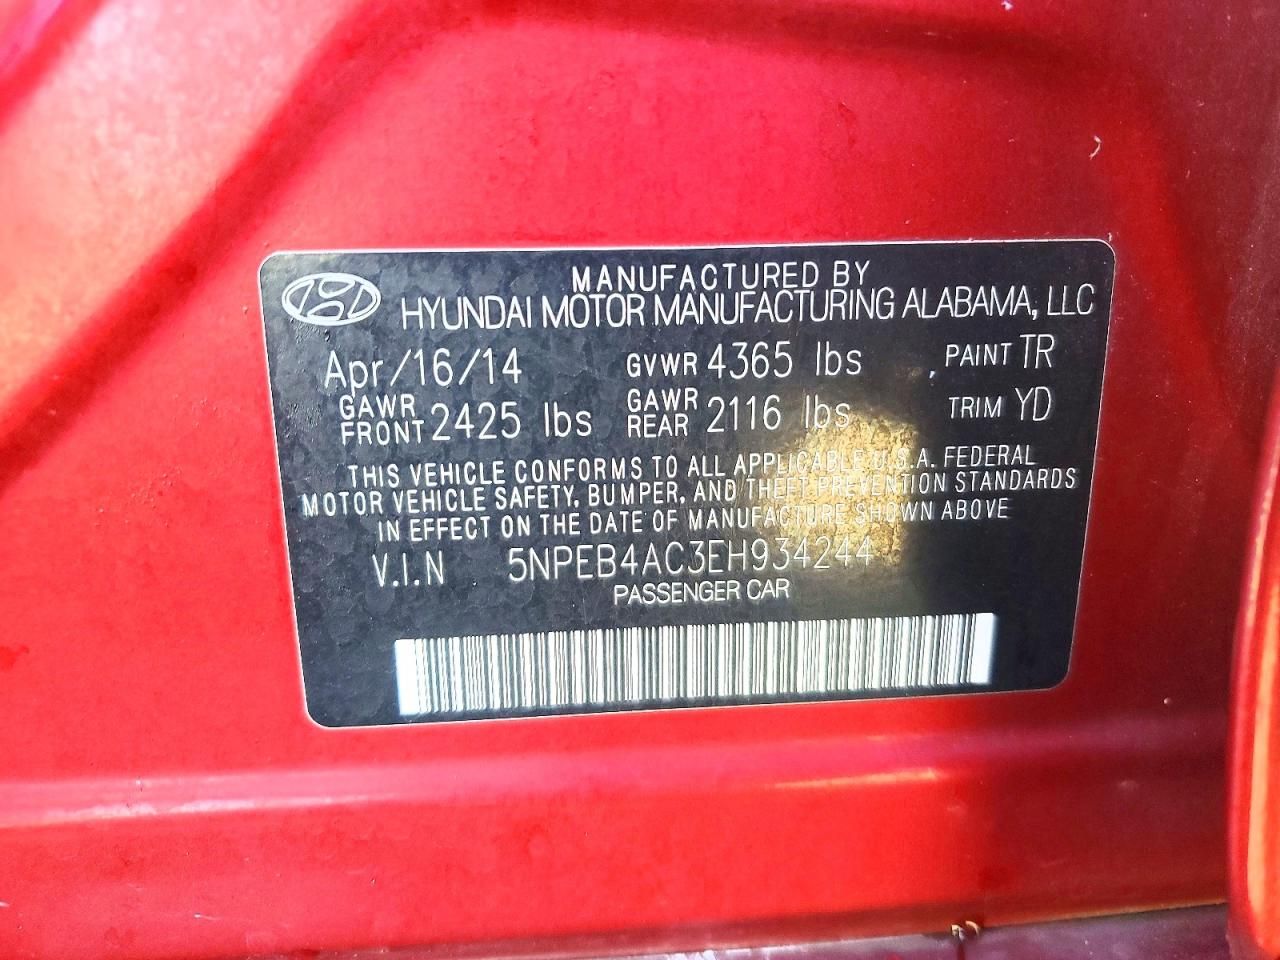 MANUFACTURED BY
HYUNDAI MOTOR MANUFACTURING ALABAMA, LLC
Apr/16/14 GVWR 4365 lbs PAINT TR
GAWR FRONT 2425 lbs GAWR REAR 2116 lbs TRIM YD
THIS VEHICLE CONFORMS TO ALL APPLICABLE U.S.A. FEDERAL
MOTOR VEHICLE SAFETY, BUMPER, AND THEFT PREVENTION STANDARDS
IN EFFECT ON THE DATE OF MANUFACTURE SHOWN ABOVE
V.I.N 5NPEB4AC3EH934244
PASSENGER CAR